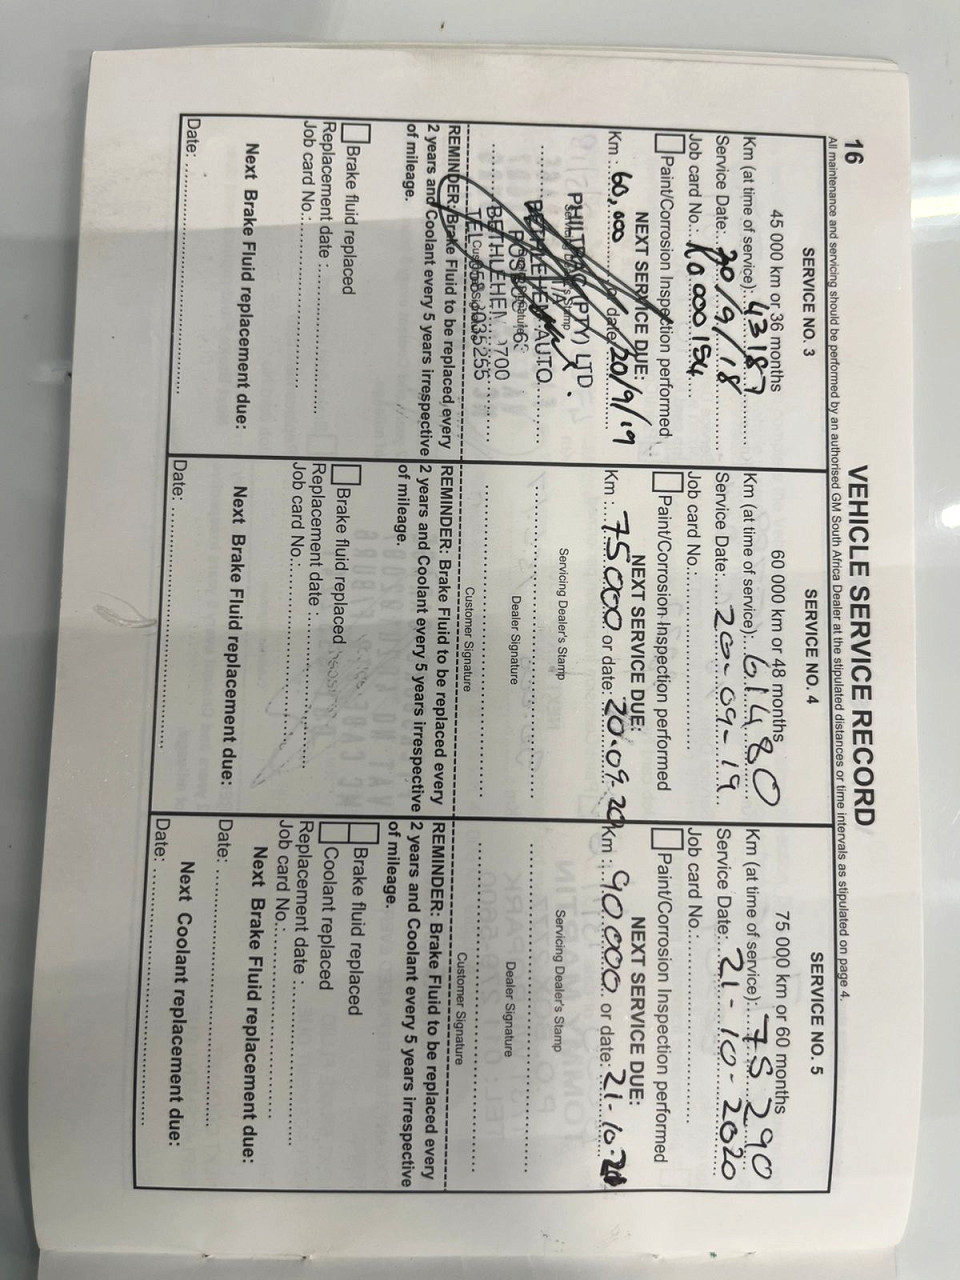 16
VEHICLE SERVICE RECORD
All maintenance and servicing should be performed by an authorised GM South Africa Dealer at the stipulated distances or time intervals as stipulated on page 4.
SERVICE NO. 3
45 000 km or 36 months
Km (at time of service): 43187
Service Date: 20/9/18
Job card No.:
Paint/Corrosion Inspection performed
NEXT SERVICE DUE:
Km : 60,000 or date: 20/9/19
PHILTRAC (PTY) LTD
T/A
BETHLEHEM AUTO
BETHLEHEM 9700
REMINDER: Brake Fluid to be replaced every
2 years and Coolant every 5 years irrespective
of mileage.
Brake fluid replaced
Replacement date :
Job card No.:
Next Brake Fluid replacement due:
Date:
SERVICE NO. 4
60 000 km or 48 months
Km (at time of service): 61480
Service Date: 20-09-19
Job card No.:
Paint/Corrosion Inspection performed
NEXT SERVICE DUE:
Km : 75000 or date: 20-09-20
Servicing Dealer's Stamp
Dealer Signature
Customer Signature
REMINDER: Brake Fluid to be replaced every
2 years and Coolant every 5 years irrespective
of mileage.
Brake fluid replaced
Replacement date :
Job card No.:
Next Brake Fluid replacement due:
Date:
SERVICE NO. 5
75 000 km or 60 months
Km (at time of service): 75290
Service Date: 21-10-2020
Job card No.:
Paint/Corrosion Inspection performed
NEXT SERVICE DUE:
Km : 90000 or date: 21-10-21
Servicing Dealer's Stamp
Dealer Signature
Customer Signature
REMINDER: Brake Fluid to be replaced every
2 years and Coolant every 5 years irrespective
of mileage.
Brake fluid replaced
Coolant replaced
Replacement date :
Job card No.:
Next Brake Fluid replacement due:
Date:
Next Coolant replacement due:
Date: